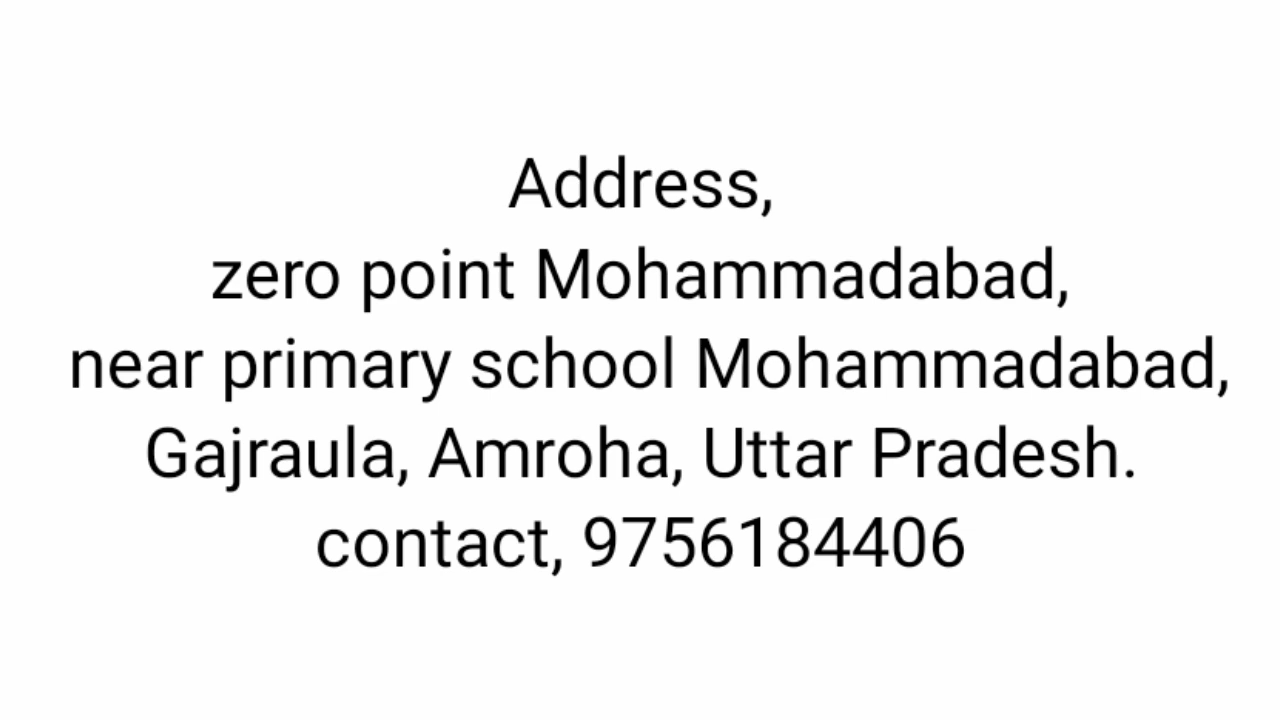 Address,
zero point Mohammadabad,
near primary school Mohammadabad,
Gajraula, Amroha, Uttar Pradesh.
contact, 9756184406